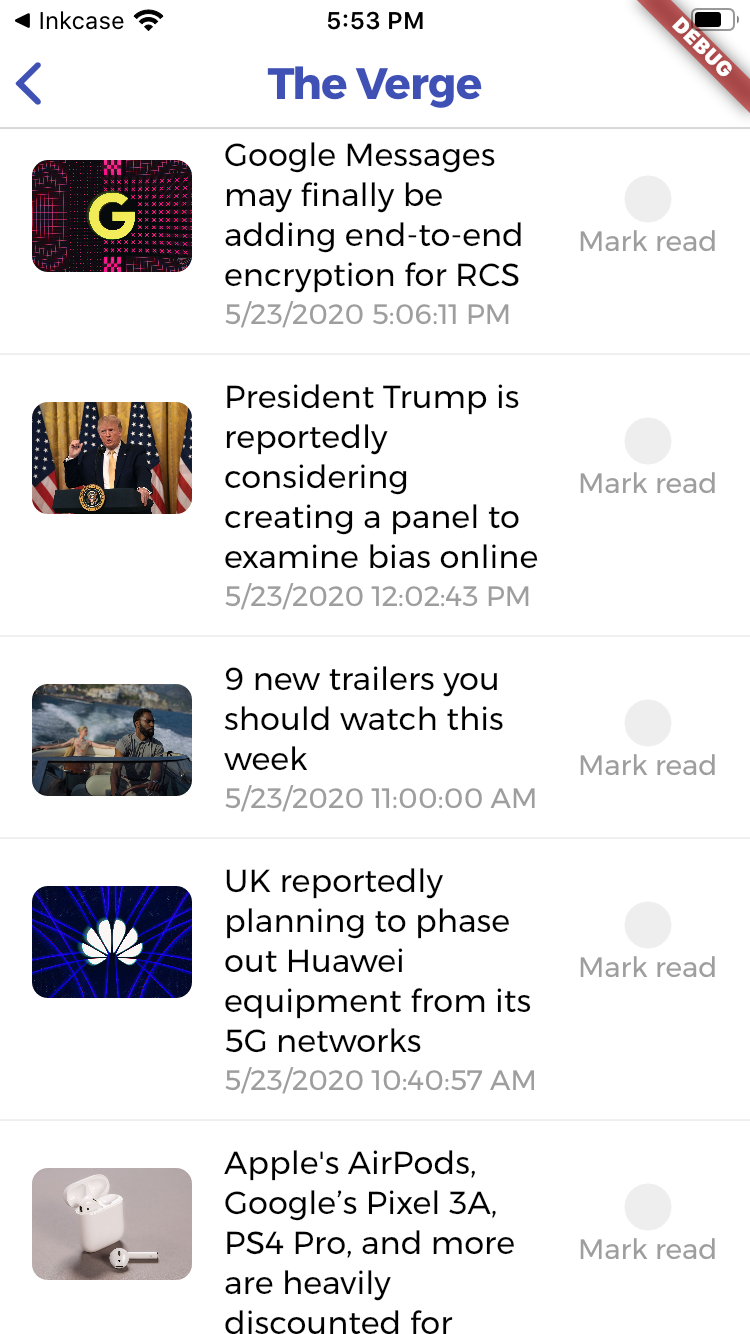 ◀ Inkcase 5:53 PM
DEBUG
The Verge
Google Messages
may finally be
adding end-to-end
encryption for RCS
5/23/2020 5:06:11 PM
Mark read
President Trump is
reportedly
considering
creating a panel to
examine bias online
5/23/2020 12:02:43 PM
Mark read
9 new trailers you
should watch this
week
5/23/2020 11:00:00 AM
Mark read
UK reportedly
planning to phase
out Huawei
equipment from its
5G networks
5/23/2020 10:40:57 AM
Mark read
Apple's AirPods,
Google’s Pixel 3A,
PS4 Pro, and more
are heavily
discounted for
Mark read